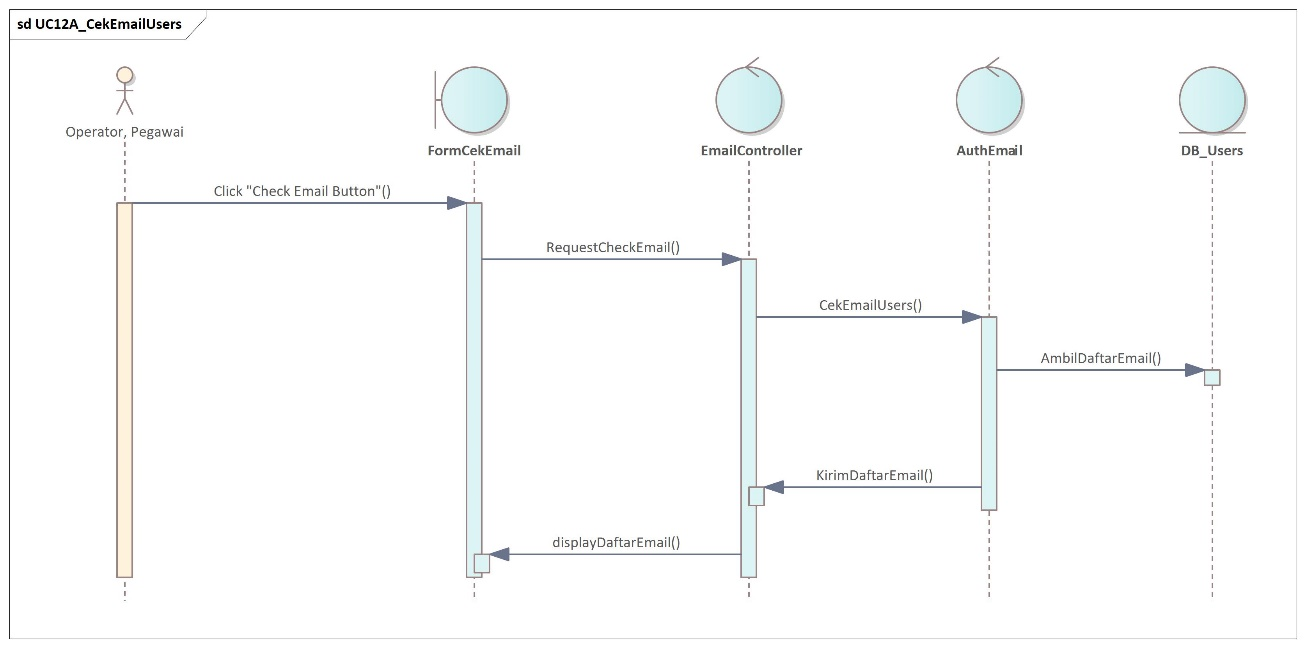 sd UC12A_CekEmailUsers
Operator, Pegawai
FormCekEmail
EmailController
AuthEmail
DB_Users
Click "Check Email Button"()
RequestCheckEmail()
CekEmailUsers()
AmbilDaftarEmail()
KirimDaftarEmail()
displayDaftarEmail()